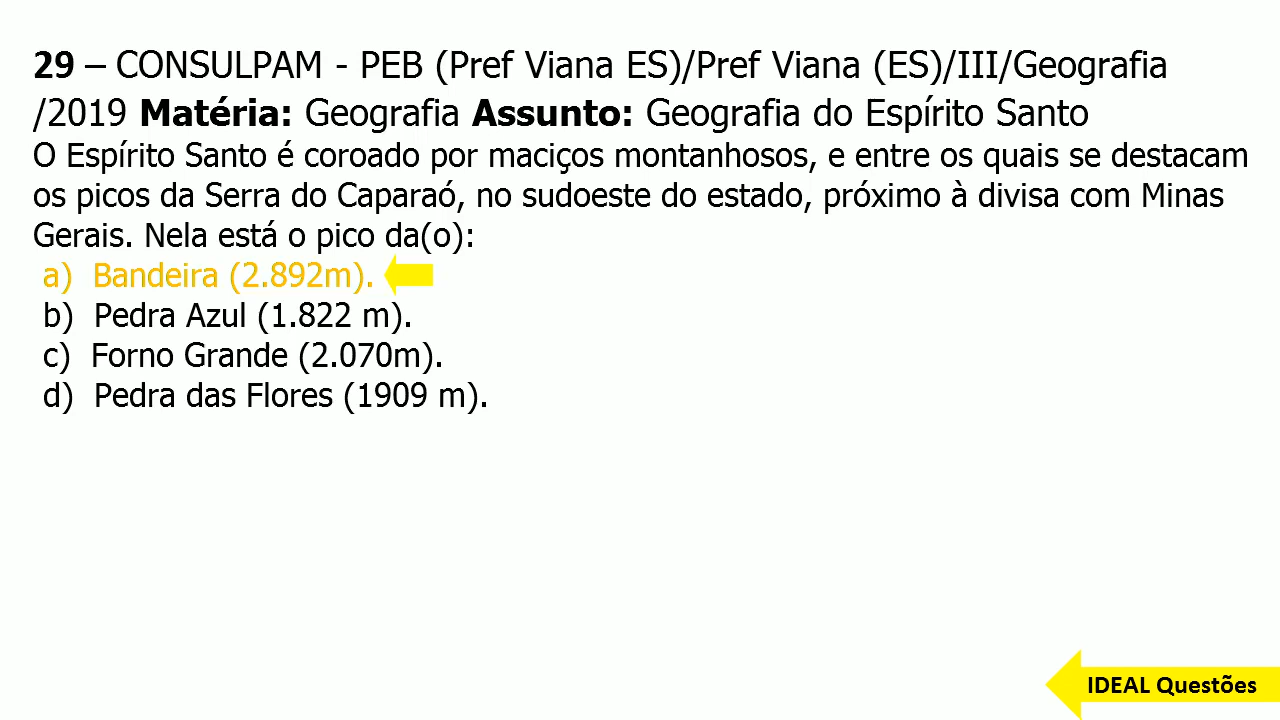 29 – CONSULPAM - PEB (Pref Viana ES)/Pref Viana (ES)/III/Geografia
/2019 Matéria: Geografia Assunto: Geografia do Espírito Santo
O Espírito Santo é coroado por maciços montanhosos, e entre os quais se destacam
os picos da Serra do Caparaó, no sudoeste do estado, próximo à divisa com Minas
Gerais. Nela está o pico da(o):
a) Bandeira (2.892m).
b) Pedra Azul (1.822 m).
c) Forno Grande (2.070m).
d) Pedra das Flores (1909 m).
IDEAL Questões